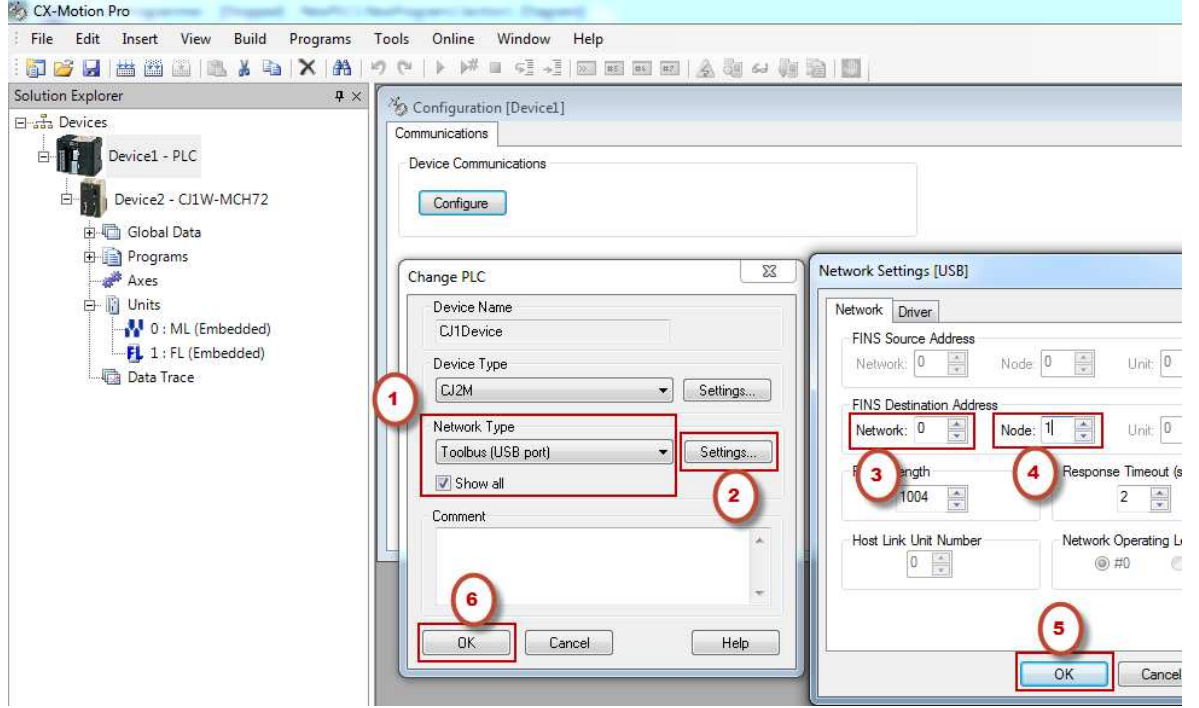 CX-Motion Pro
File Edit Insert View Build Programs Tools Online Window Help
Solution Explorer
Devices
Device1 - PLC
Device2 - CJ1W-MCH72
Global Data
Programs
Axes
Units
0 : ML (Embedded)
1 : FL (Embedded)
Data Trace
Configuration [Device1]
Communications
Device Communications
Configure
Change PLC
Device Name
CJ1Device
Device Type
CJ2M
Settings...
1
Network Type
Toolbus (USB port)
Settings...
Show all
2
Comment
6
OK Cancel Help
Network Settings [USB]
Network Driver
FINS Source Address
Network: 0 Node: 0 Unit: 0
FINS Destination Address
Network: 0 Node: 1 Unit: 0
3
4
Response Timeout (s
1004
2
Host Link Unit Number
Network Operating
0
#0
5
OK Cancel